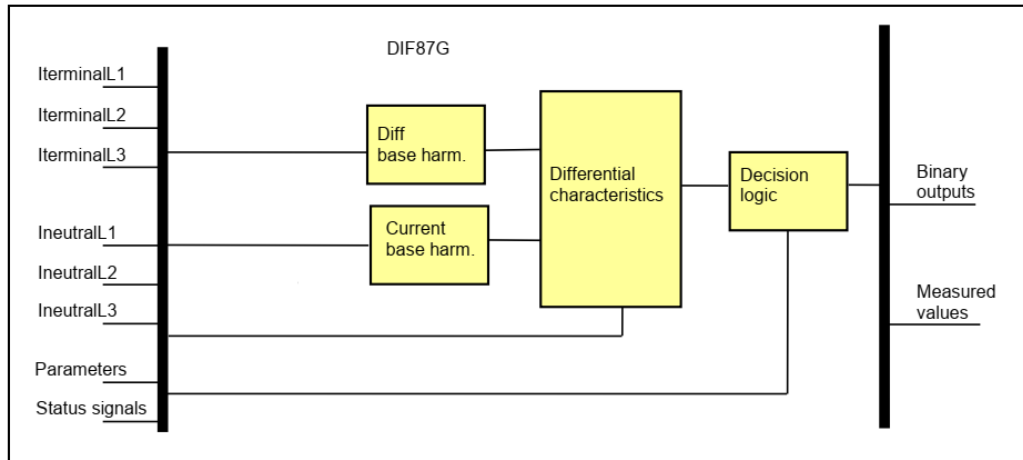 DIF87G
IterminalL1
IterminalL2
IterminalL3
IneutralL1
IneutralL2
IneutralL3
Parameters
Status signals
Diff
base harm.
Current
base harm.
Differential
characteristics
Decision
logic
Binary
outputs
Measured
values